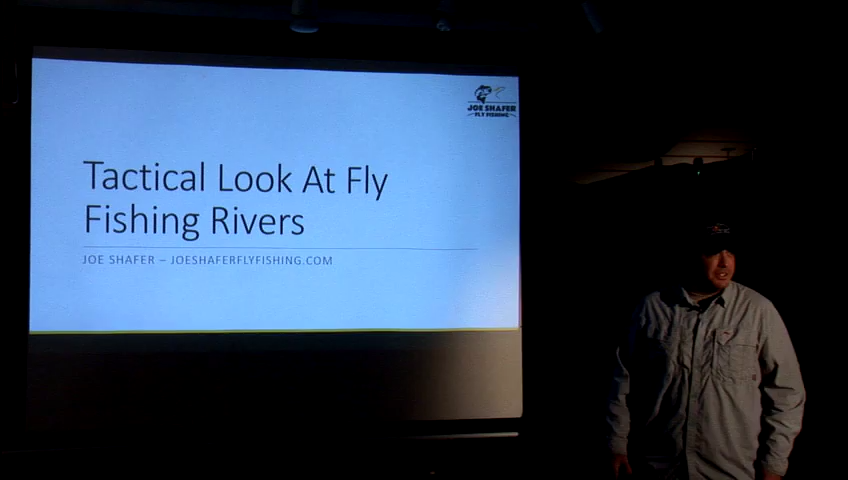 JOE SHAFER
FLY FISHING
Tactical Look At Fly
Fishing Rivers
JOE SHAFER – JOESHAFERFLYFISHING.COM